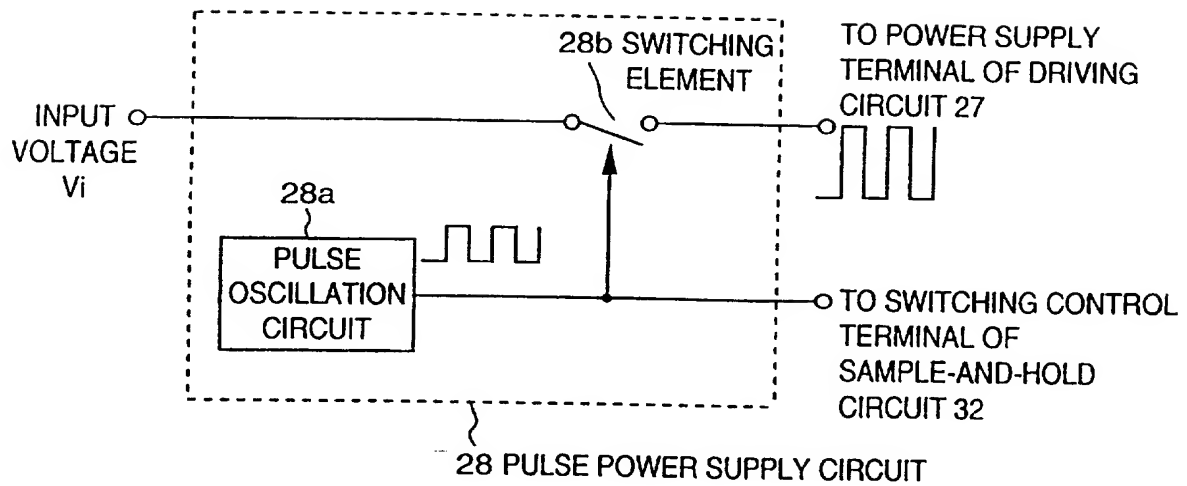 28b SWITCHING
ELEMENT
TO POWER SUPPLY
TERMINAL OF DRIVING
CIRCUIT 27
INPUT
VOLTAGE
Vi
28a
PULSE
OSCILLATION
CIRCUIT
TO SWITCHING CONTROL
TERMINAL OF
SAMPLE-AND-HOLD
CIRCUIT 32
28 PULSE POWER SUPPLY CIRCUIT